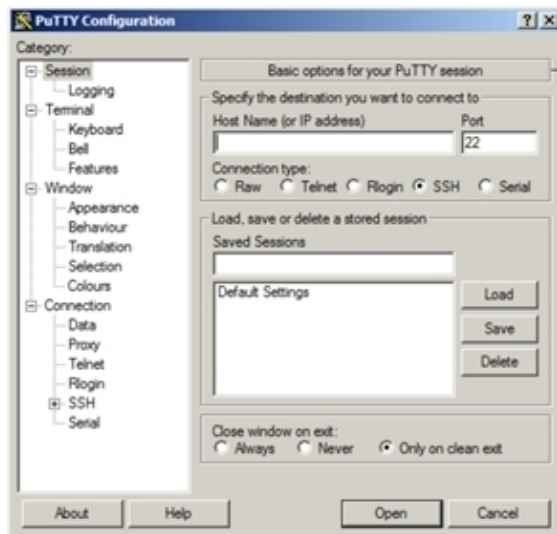 PuTTY Configuration
Category:
Session
Logging
Terminal
Keyboard
Bell
Features
Window
Appearance
Behaviour
Translation
Selection
Colours
Connection
Data
Proxy
Telnet
Rlogin
SSH
Serial
Basic options for your PuTTY session
Specify the destination you want to connect to
Host Name (or IP address) Port
22
Connection type:
Raw Telnet Rlogin SSH Serial
Load, save or delete a stored session
Saved Sessions
Default Settings
Load
Save
Delete
Close window on exit:
Always Never Only on clean exit
About Help Open Cancel